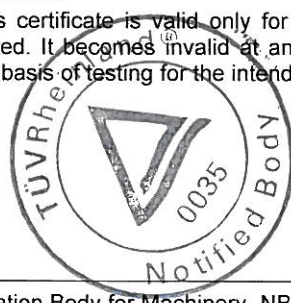 s certificate is valid only for
ed. It becomes invalid at an
basis of testing for the intend
TÜVRheinland®
0035
Notified Body
ation Body for Machinery, NB